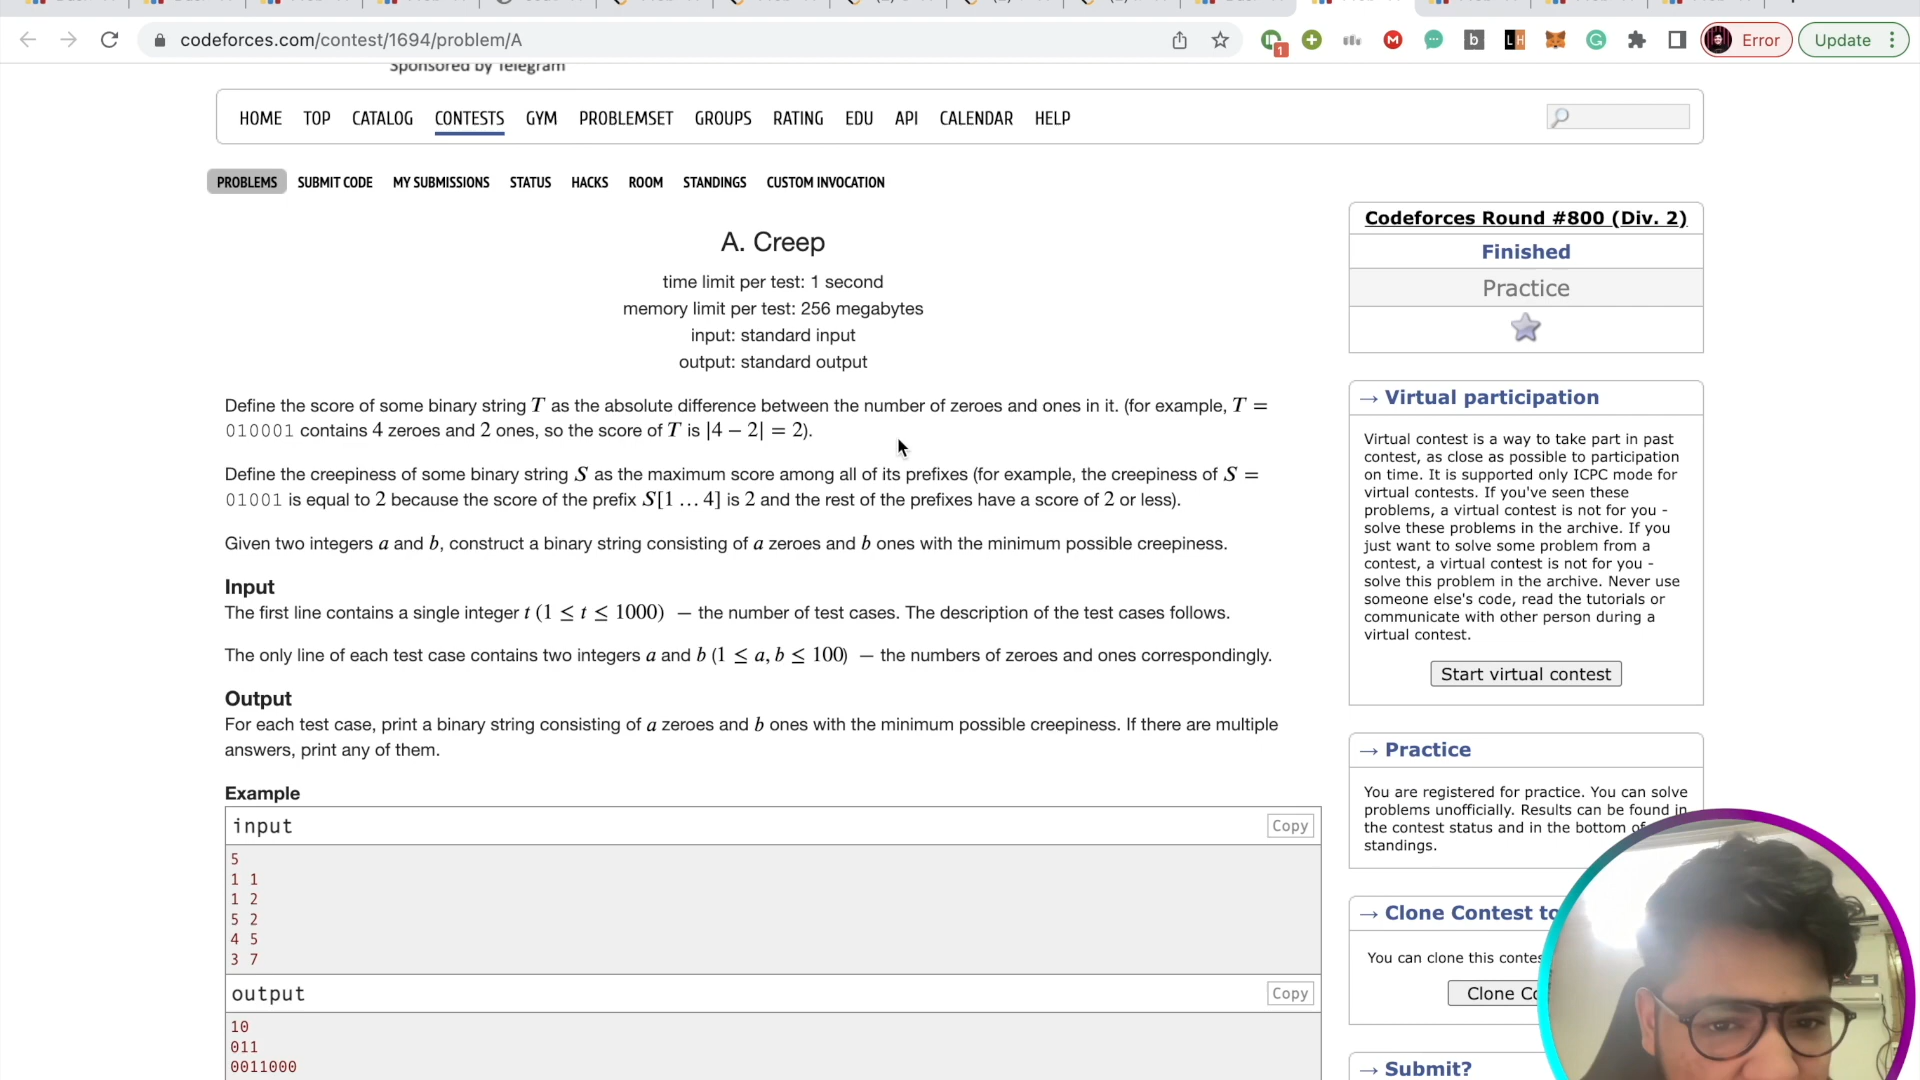 codeforces.com/contest/1694/problem/A
1
b
LH
Error
Update
Sponsored by Telegram
HOME TOP CATALOG CONTESTS GYM PROBLEMSET GROUPS RATING EDU API CALENDAR HELP
PROBLEMS SUBMIT CODE MY SUBMISSIONS STATUS HACKS ROOM STANDINGS CUSTOM INVOCATION
A. Creep
time limit per test: 1 second
memory limit per test: 256 megabytes
input: standard input
output: standard output
Define the score of some binary string T as the absolute difference between the number of zeroes and ones in it. (for example, T =
010001 contains 4 zeroes and 2 ones, so the score of T is |4 − 2| = 2).
Define the creepiness of some binary string S as the maximum score among all of its prefixes (for example, the creepiness of S =
01001 is equal to 2 because the score of the prefix S[1 … 4] is 2 and the rest of the prefixes have a score of 2 or less).
Given two integers a and b, construct a binary string consisting of a zeroes and b ones with the minimum possible creepiness.
Input
The first line contains a single integer t (1 ≤ t ≤ 1000) — the number of test cases. The description of the test cases follows.
The only line of each test case contains two integers a and b (1 ≤ a, b ≤ 100) — the numbers of zeroes and ones correspondingly.
Output
For each test case, print a binary string consisting of a zeroes and b ones with the minimum possible creepiness. If there are multiple
answers, print any of them.
Example
input
Copy
5
1 1
1 2
5 2
4 5
3 7
output
Copy
10
011
0011000
Codeforces Round #800 (Div. 2)
Finished
Practice
→ Virtual participation
Virtual contest is a way to take part in past
contest, as close as possible to participation
on time. It is supported only ICPC mode for
virtual contests. If you've seen these
problems, a virtual contest is not for you -
solve these problems in the archive. If you
just want to solve some problem from a
contest, a virtual contest is not for you -
solve this problem in the archive. Never use
someone else's code, read the tutorials or
communicate with other person during a
virtual contest.
Start virtual contest
→ Practice
You are registered for practice. You can solve
problems unofficially. Results can be found in
the contest status and in the bottom of
standings.
→ Clone Contest to
You can clone this
Clone
→ Submit?